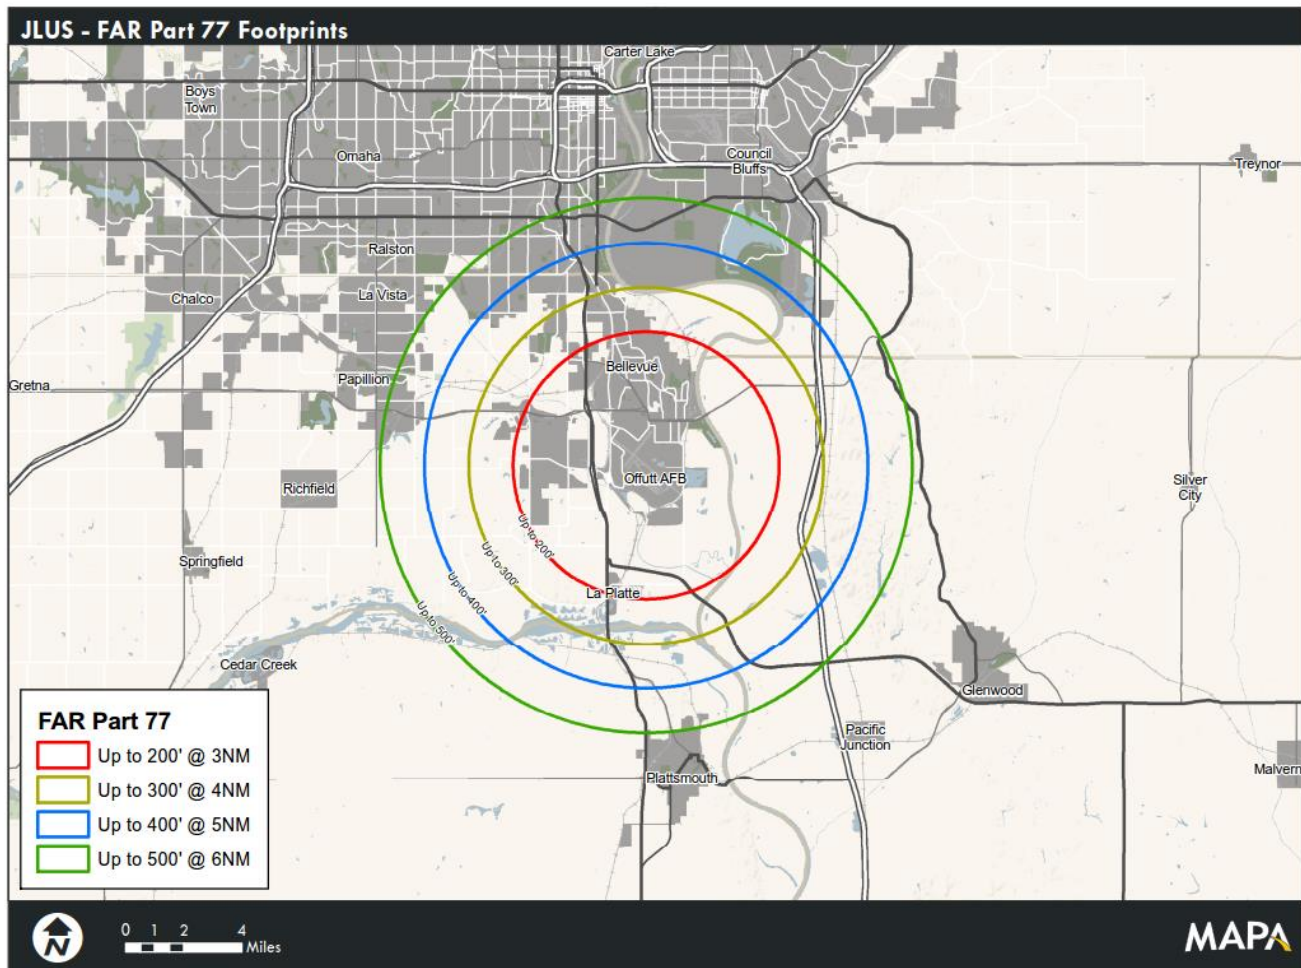 JLUS - FAR Part 77 Footprints
Carter Lake
Boys
Town
Omaha
Council
Bluffs
Treynor
Ralston
La Vista
Chalco
Bellevue
Papillion
Gretna
Richfield
Offutt AFB
Silver
City
Up to 200'
Up to 300'
Up to 400'
Up to 500'
Springfield
La Platte
Cedar Creek
Glenwood
Pacific
Junction
Plattsmouth
Malvern
FAR Part 77
Up to 200' @ 3NM
Up to 300' @ 4NM
Up to 400' @ 5NM
Up to 500' @ 6NM
N
0 1 2 4
Miles
MAPA